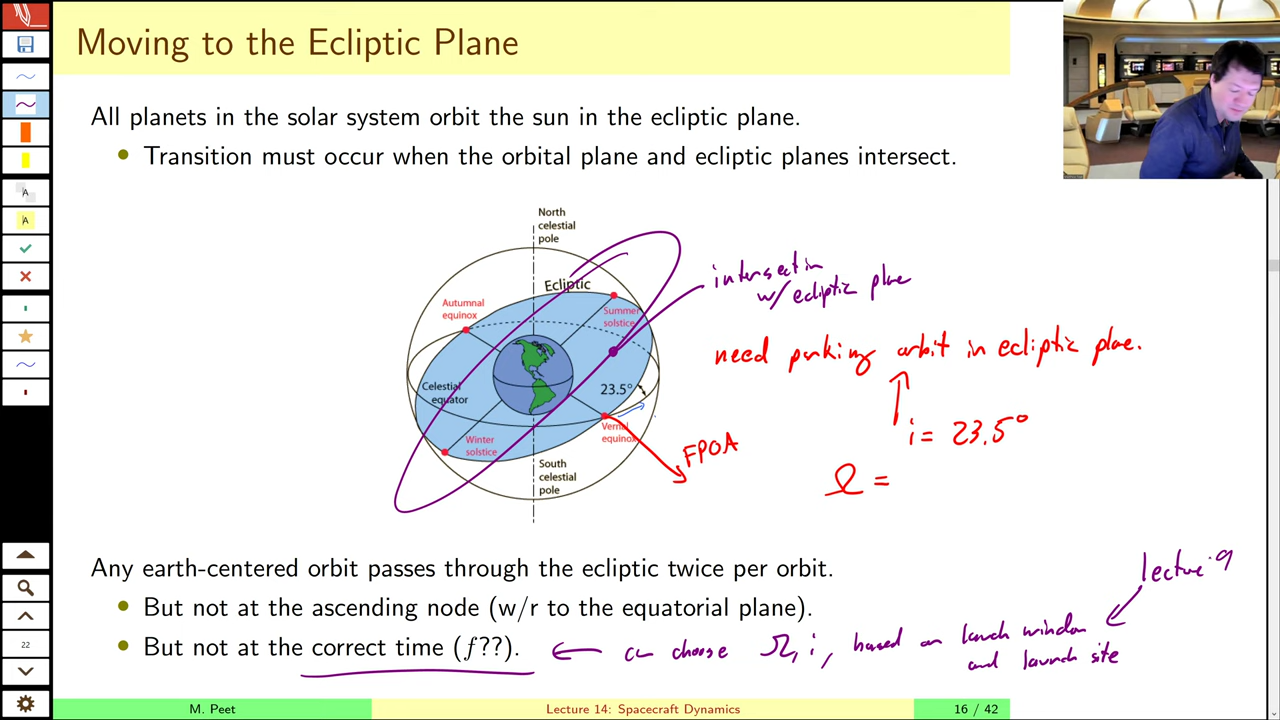 Moving to the Ecliptic Plane
All planets in the solar system orbit the sun in the ecliptic plane.
• Transition must occur when the orbital plane and ecliptic planes intersect.
North
celestial
pole
Ecliptic
Autumnal
equinox
Summer
solstice
intersection
w/ ecliptic plane
need parking orbit in ecliptic plane.
23.5°
Celestial
equator
Vernal
equinox
i = 23.5°
Winter
solstice
FPOA
South
celestial
pole
Ω =
Any earth-centered orbit passes through the ecliptic twice per orbit.
lecture 9
• But not at the ascending node (w/r to the equatorial plane).
• But not at the correct time (f??).
can choose Ω, i, based on launch window
and launch site
A
A
22
M. Peet
Lecture 14: Spacecraft Dynamics
16 / 42